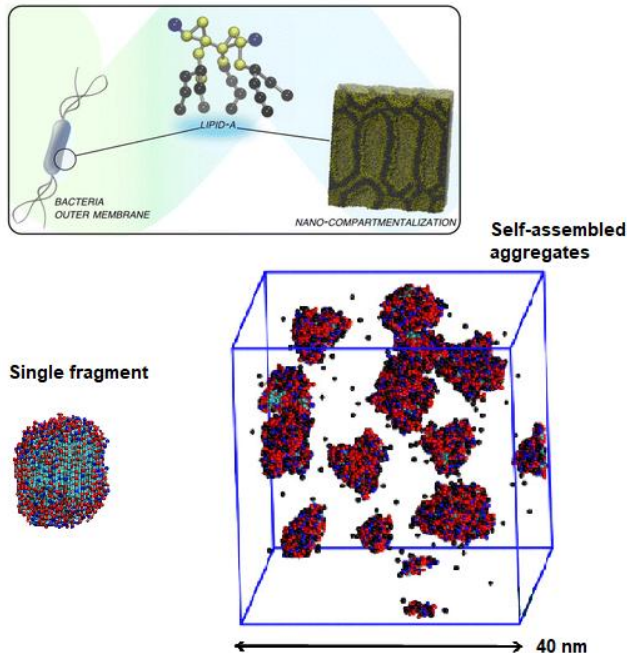 LIPID-A
BACTERIA
OUTER MEMBRANE
NANO-COMPARTMENTALIZATION
Self-assembled
aggregates
Single fragment
40 nm